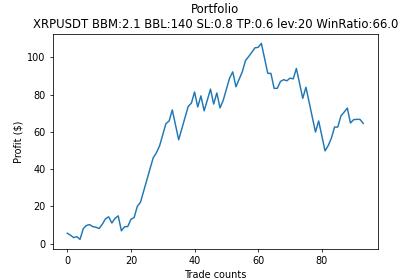 Portfolio
XRPUSDT BBM:2.1 BBL:140 SL:0.8 TP:0.6 lev:20 WinRatio:66.0
100
80
60
40
20
0
Profit ($)
0 20 40 60 80
Trade counts